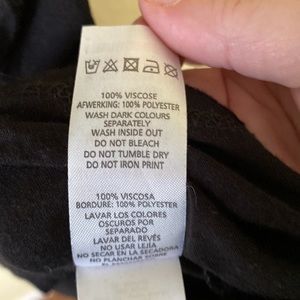 100% VISCOSE
AFWERKING: 100% POLYESTER
WASH DARK COLOURS
SEPARATELY
WASH INSIDE OUT
DO NOT BLEACH
DO NOT TUMBLE DRY
DO NOT IRON PRINT
100% VISCOSA
BORDURE: 100% POLYESTER
LAVAR LOS COLORES
OSCUROS POR
SEPARADO
LAVAR DEL REVÉS
NO USAR LEJIA
NO SECAR EN LA SECADORA
NO PLANCHAR SOBRE
EL